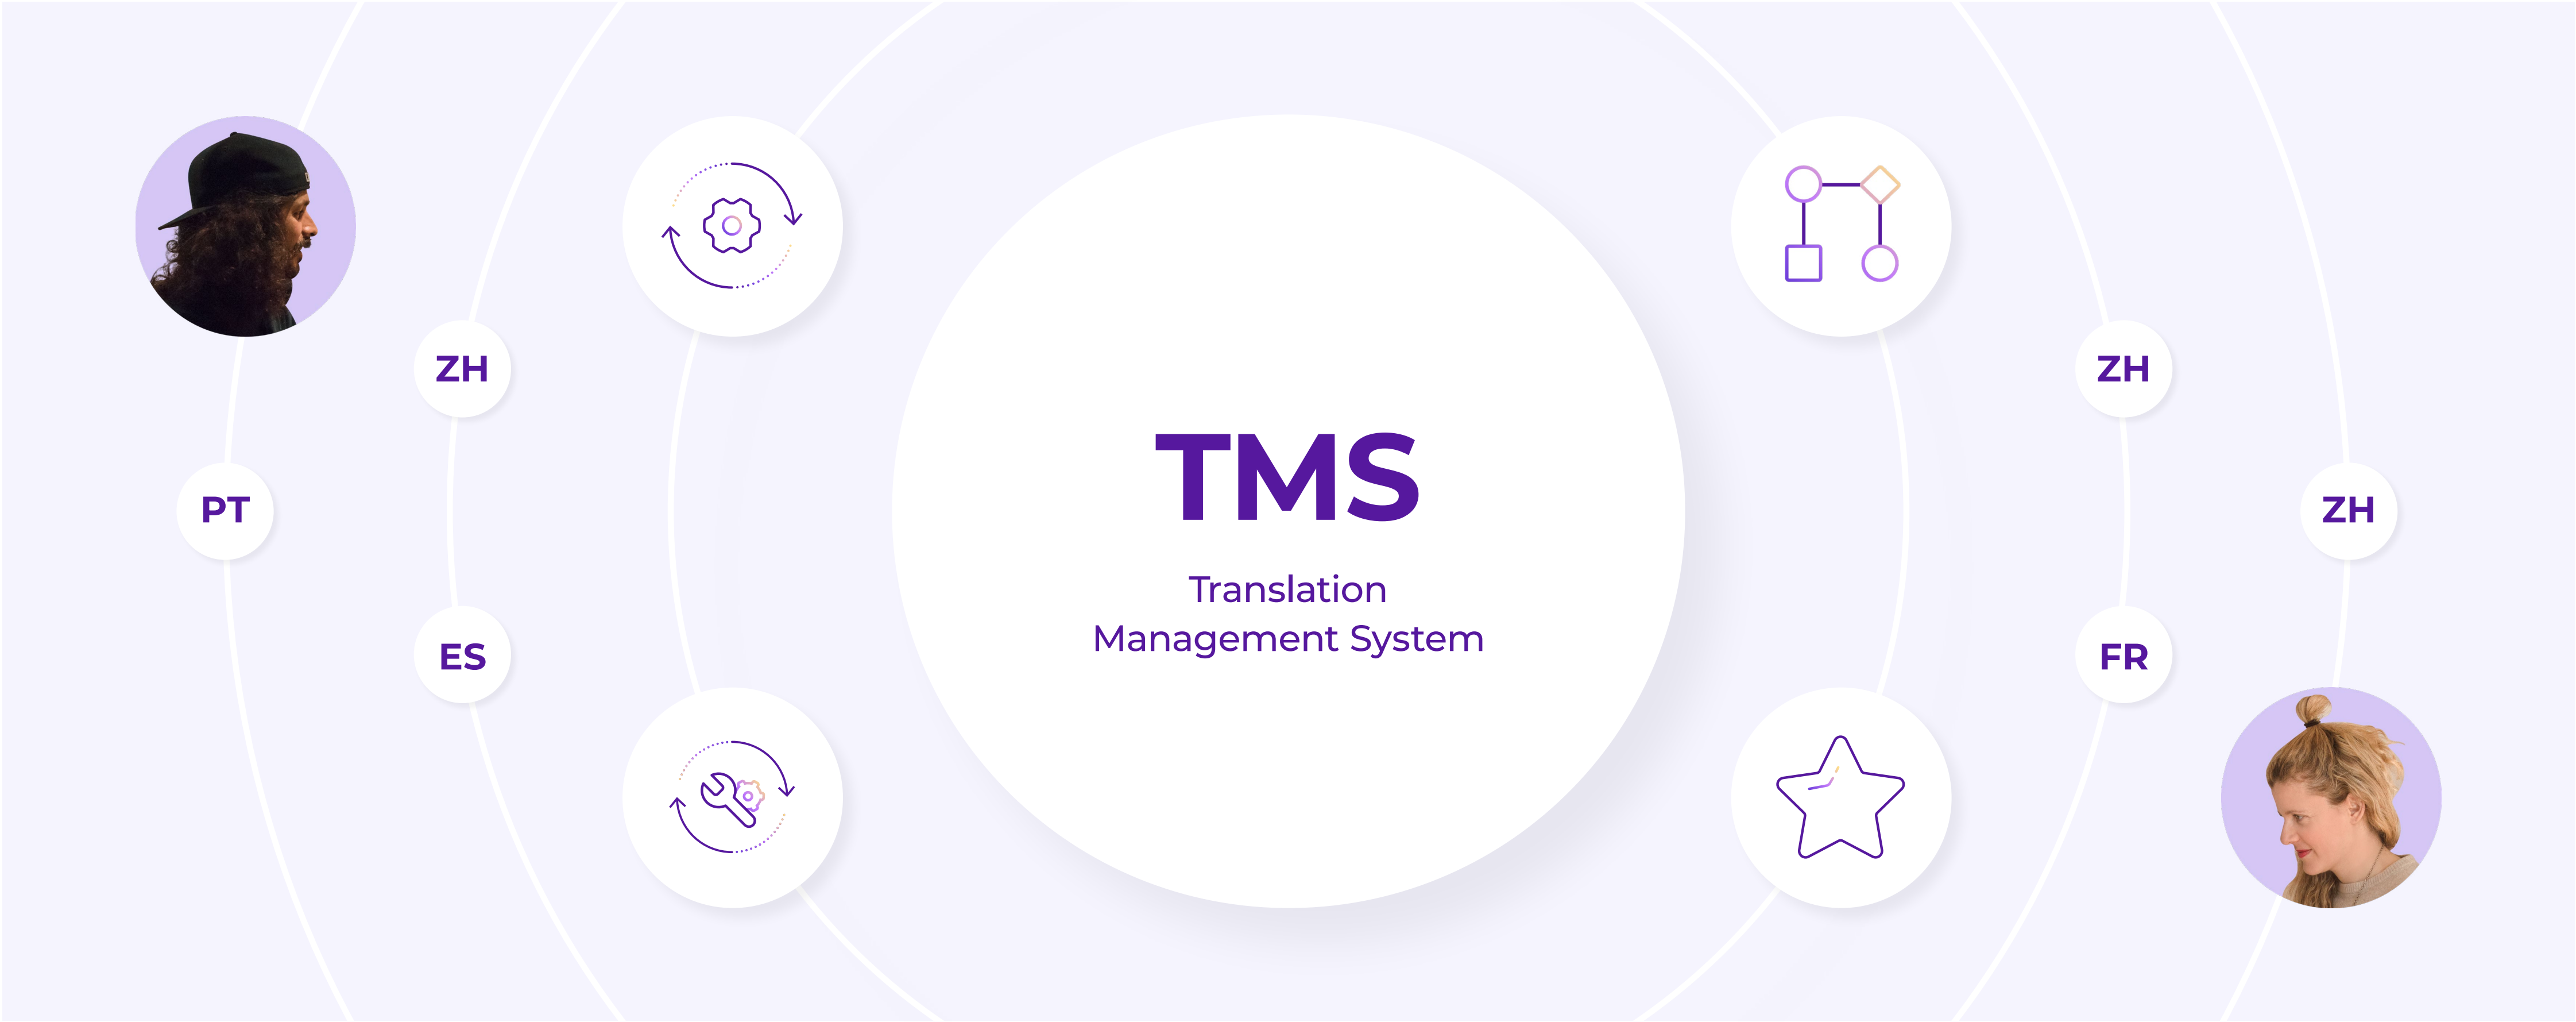 ZH
ZH
PT
TMS
ZH
Translation
Management System
ES
FR